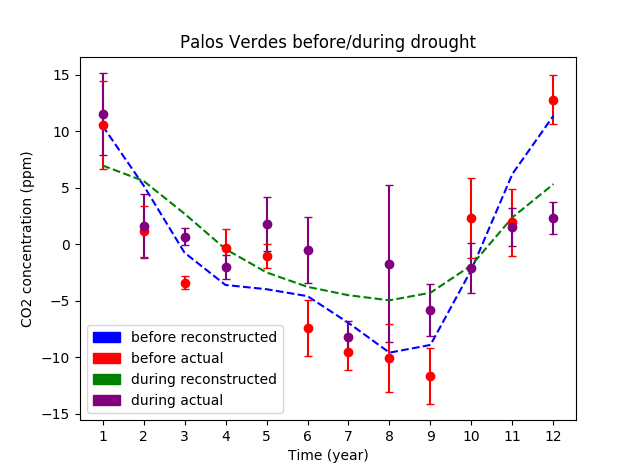 Palos Verdes before/during drought
CO2 concentration (ppm)
15
10
5
0
−5
−10
−15
before reconstructed
before actual
during reconstructed
during actual
1 2 3 4 5 6 7 8 9 10 11 12
Time (year)